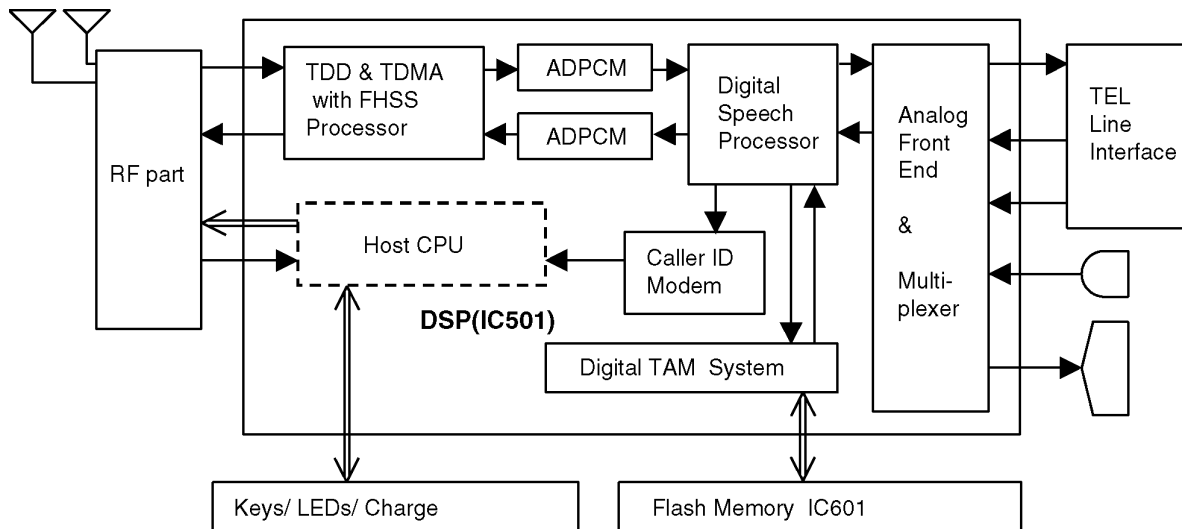 RF part
TDD & TDMA
with FHSS
Processor
ADPCM
ADPCM
Digital
Speech
Processor
Analog
Front
End
&
Multi-
plexer
TEL
Line
Interface
Host CPU
Caller ID
Modem
DSP(IC501)
Digital TAM System
Keys/ LEDs/ Charge
Flash Memory IC601